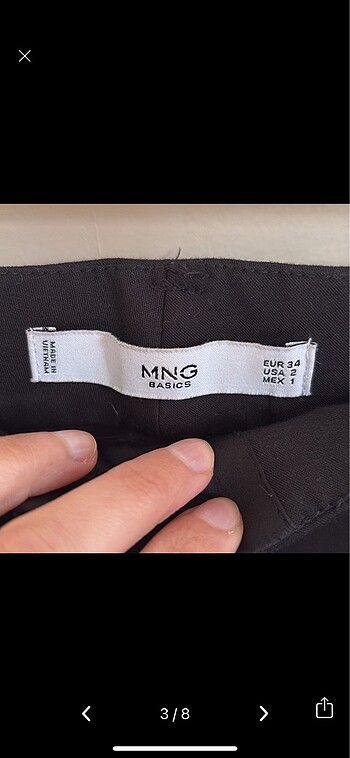 MADE IN
VIETNAM
MNG
BASICS
EUR 34
USA 2
MEX 1
3/8